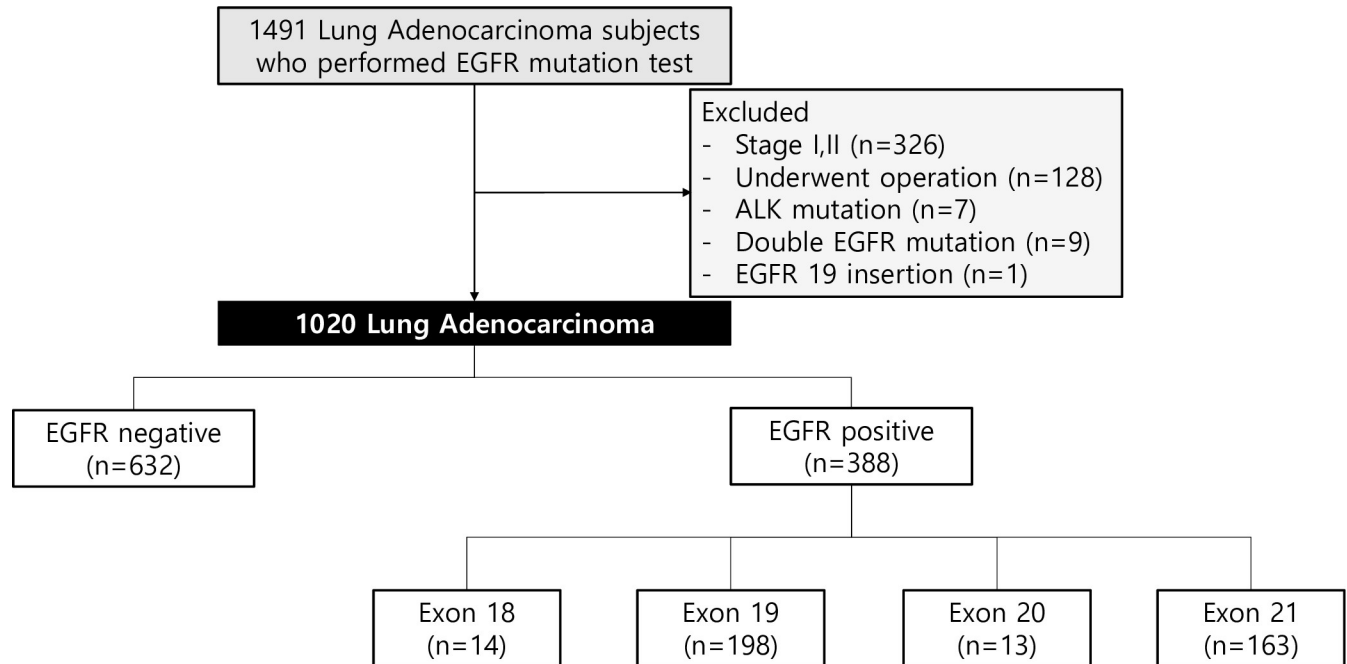 1491 Lung Adenocarcinoma subjects
who performed EGFR mutation test
Excluded
- Stage I,II (n=326)
- Underwent operation (n=128)
- ALK mutation (n=7)
- Double EGFR mutation (n=9)
- EGFR 19 insertion (n=1)
1020 Lung Adenocarcinoma
EGFR negative
(n=632)
EGFR positive
(n=388)
Exon 18
(n=14)
Exon 19
(n=198)
Exon 20
(n=13)
Exon 21
(n=163)